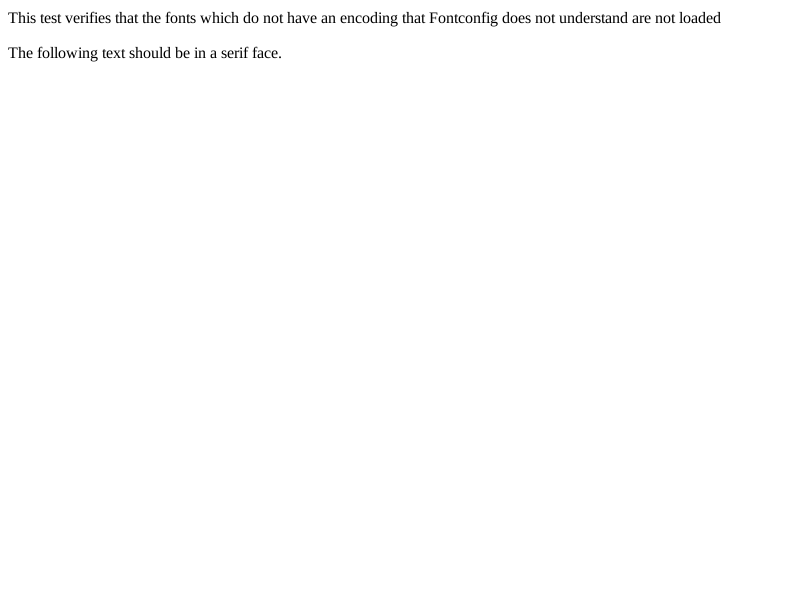 This test verifies that the fonts which do not have an encoding that Fontconfig does not understand are not loaded
The following text should be in a serif face.